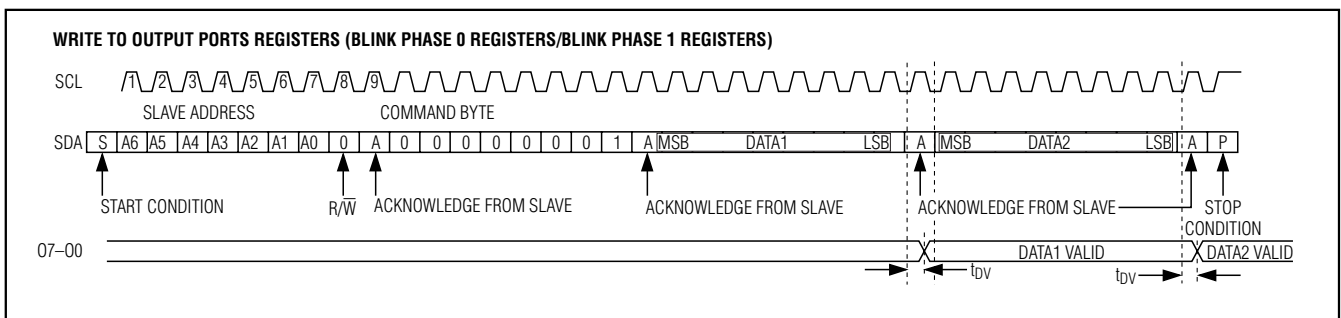 WRITE TO OUTPUT PORTS REGISTERS (BLINK PHASE 0 REGISTERS/BLINK PHASE 1 REGISTERS)
SCL 1 2 3 4 5 6 7 8 9
SLAVE ADDRESS COMMAND BYTE
SDA S A6 A5 A4 A3 A2 A1 A0 0 A 0 0 0 0 0 0 0 1 A MSB DATA1 LSB A MSB DATA2 LSB A P
START CONDITION R/W̅ ACKNOWLEDGE FROM SLAVE ACKNOWLEDGE FROM SLAVE ACKNOWLEDGE FROM SLAVE STOP
CONDITION
07–00 DATA1 VALID DATA2 VALID
tDV tDV